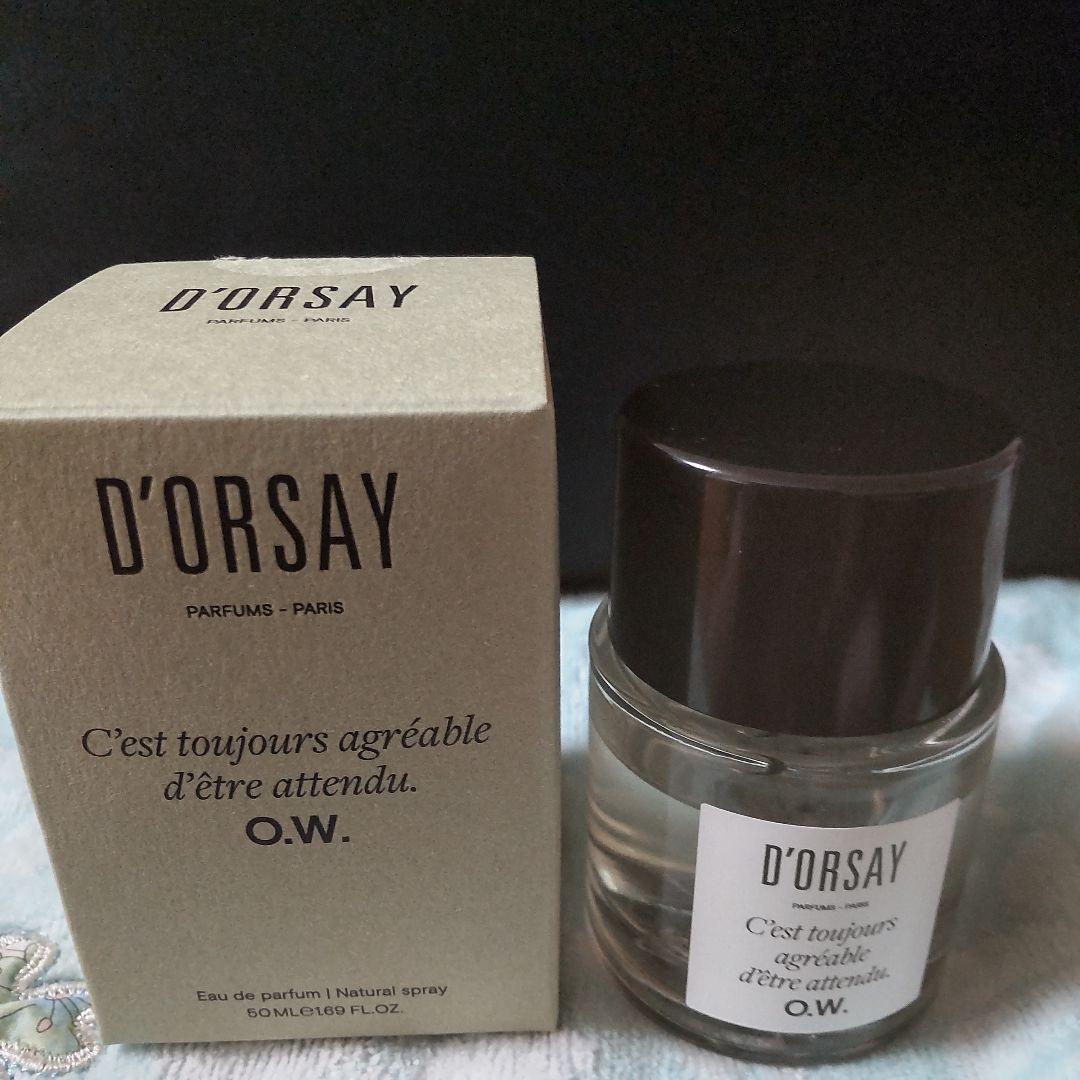 D'ORSAY
PARFUMS - PARIS
D'ORSAY
PARFUMS - PARIS
C'est toujours agréable
d'être attendu.
O.W.
Eau de parfum | Natural spray
50 ML℮1.69 FL.OZ.
D'ORSAY
PARFUMS - PARIS
C'est toujours
agréable
d'être attendu.
O.W.